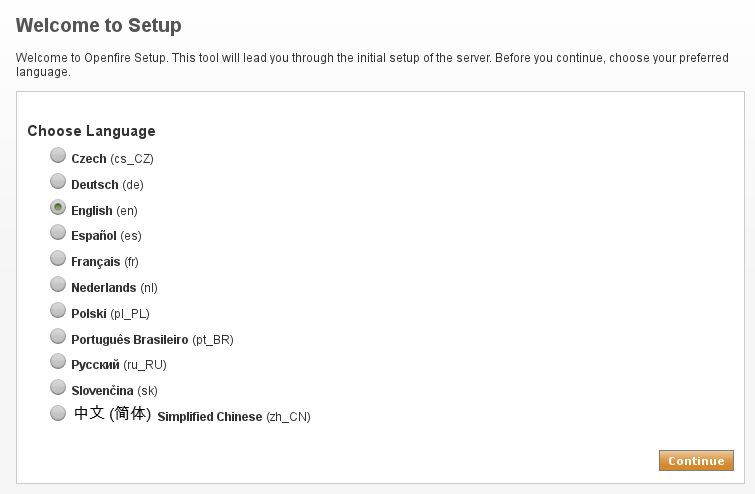 Welcome to Setup
Welcome to Openfire Setup. This tool will lead you through the initial setup of the server. Before you continue, choose your preferred
language.
Choose Language
Czech (cs_CZ)
Deutsch (de)
English (en)
Español (es)
Français (fr)
Nederlands (nl)
Polski (pl_PL)
Português Brasileiro (pt_BR)
Русский (ru_RU)
Slovenčina (sk)
中文 (简体) Simplified Chinese (zh_CN)
Continue